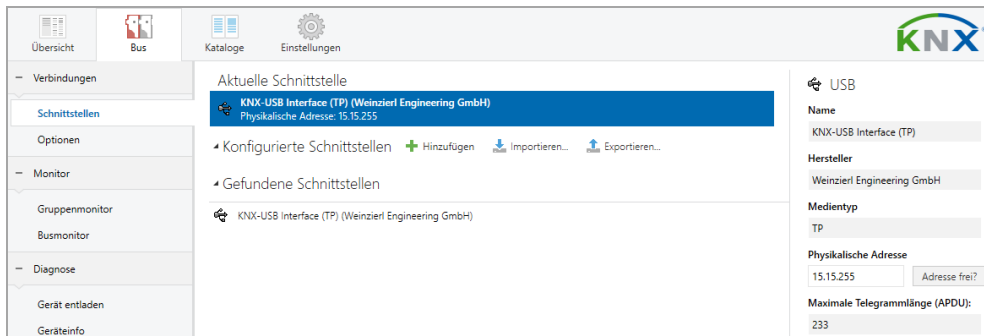 Übersicht
Bus
Kataloge
Einstellungen
KNX
Verbindungen
Schnittstellen
Optionen
Monitor
Gruppenmonitor
Busmonitor
Diagnose
Gerät entladen
Geräteinfo
Aktuelle Schnittstelle
KNX-USB Interface (TP) (Weinzierl Engineering GmbH)
Physikalische Adresse: 15.15.255
Konfigurierte Schnittstellen Hinzufügen Importieren... Exportieren...
Gefundene Schnittstellen
KNX-USB Interface (TP) (Weinzierl Engineering GmbH)
USB
Name
KNX-USB Interface (TP)
Hersteller
Weinzierl Engineering GmbH
Medientyp
TP
Physikalische Adresse
15.15.255 Adresse frei?
Maximale Telegrammlänge (APDU):
233